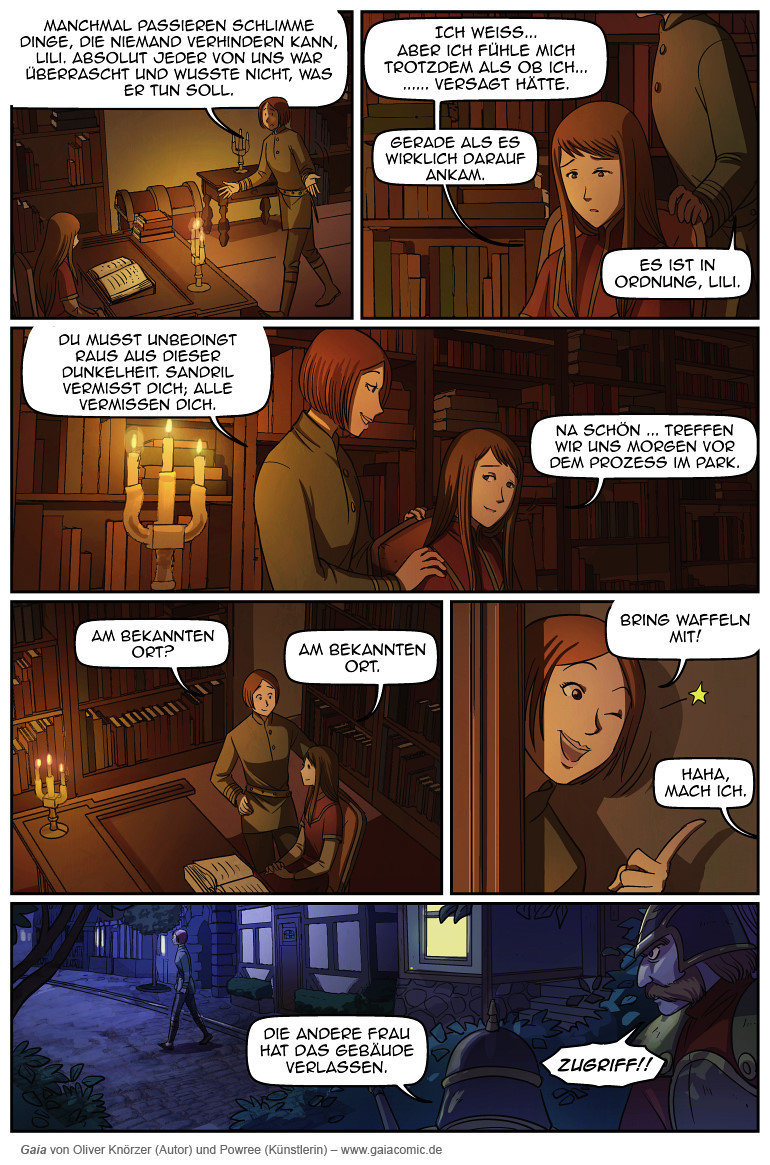 MANCHMAL PASSIEREN SCHLIMME
DINGE, DIE NIEMAND VERHINDERN KANN,
LILI. ABSOLUT JEDER VON UNS WAR
ÜBERRASCHT UND WUSSTE NICHT, WAS
ER TUN SOLL.
ICH WEISS...
ABER ICH FÜHLE MICH
TROTZDEM ALS OB ICH...
...... VERSAGT HÄTTE.
GERADE ALS ES
WIRKLICH DARAUF
ANKAM.
ES IST IN
ORDNUNG, LILI.
DU MUSST UNBEDINGT
RAUS AUS DIESER
DUNKELHEIT. SANDRIL
VERMISST DICH; ALLE
VERMISSEN DICH.
NA SCHÖN ... TREFFEN
WIR UNS MORGEN VOR
DEM PROZESS IM PARK.
AM BEKANNTEN
ORT?
AM BEKANNTEN
ORT.
BRING WAFFELN
MIT!
HAHA,
MACH ICH.
DIE ANDERE FRAU
HAT DAS GEBÄUDE
VERLASSEN.
ZUGRIFF!!
Gaia von Oliver Knörzer (Autor) und Powree (Künstlerin) – www.gaiacomic.de